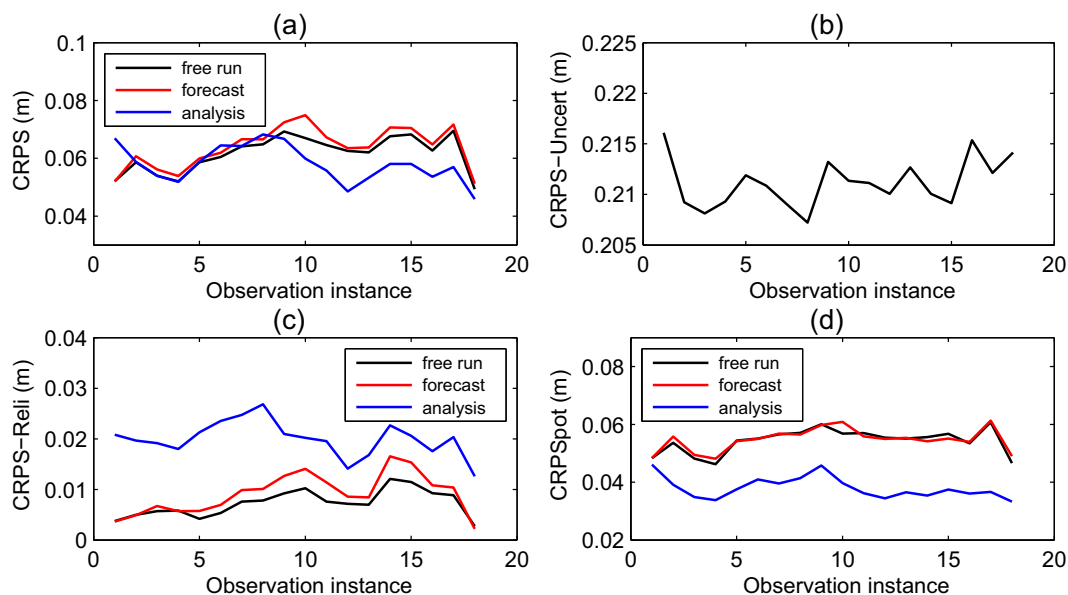 (a)
0.1
0.08
0.06
0.04
CRPS (m)
free run
forecast
analysis
0
5
10
15
20
Observation instance
(b)
0.225
0.22
0.215
0.21
0.205
CRPS−Uncert (m)
0
5
10
15
20
Observation instance
(c)
0.04
0.03
0.02
0.01
0
CRPS−Reli (m)
free run
forecast
analysis
0
5
10
15
20
Observation instance
(d)
0.08
0.06
0.04
0.02
CRPSpot (m)
free run
forecast
analysis
0
5
10
15
20
Observation instance